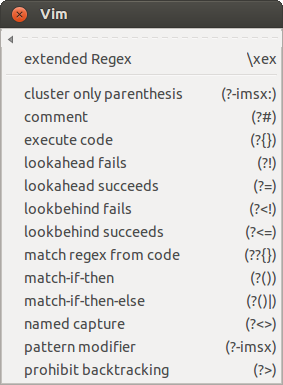 Vim
extended Regex \xex
cluster only parenthesis (?-imsx:)
comment (?#)
execute code (?{})
lookahead fails (?!)
lookahead succeeds (?=)
lookbehind fails (?<!)
lookbehind succeeds (?<=)
match regex from code (??{})
match-if-then (?())
match-if-then-else (?()|)
named capture (?<>)
pattern modifier (?-imsx)
prohibit backtracking (?>)